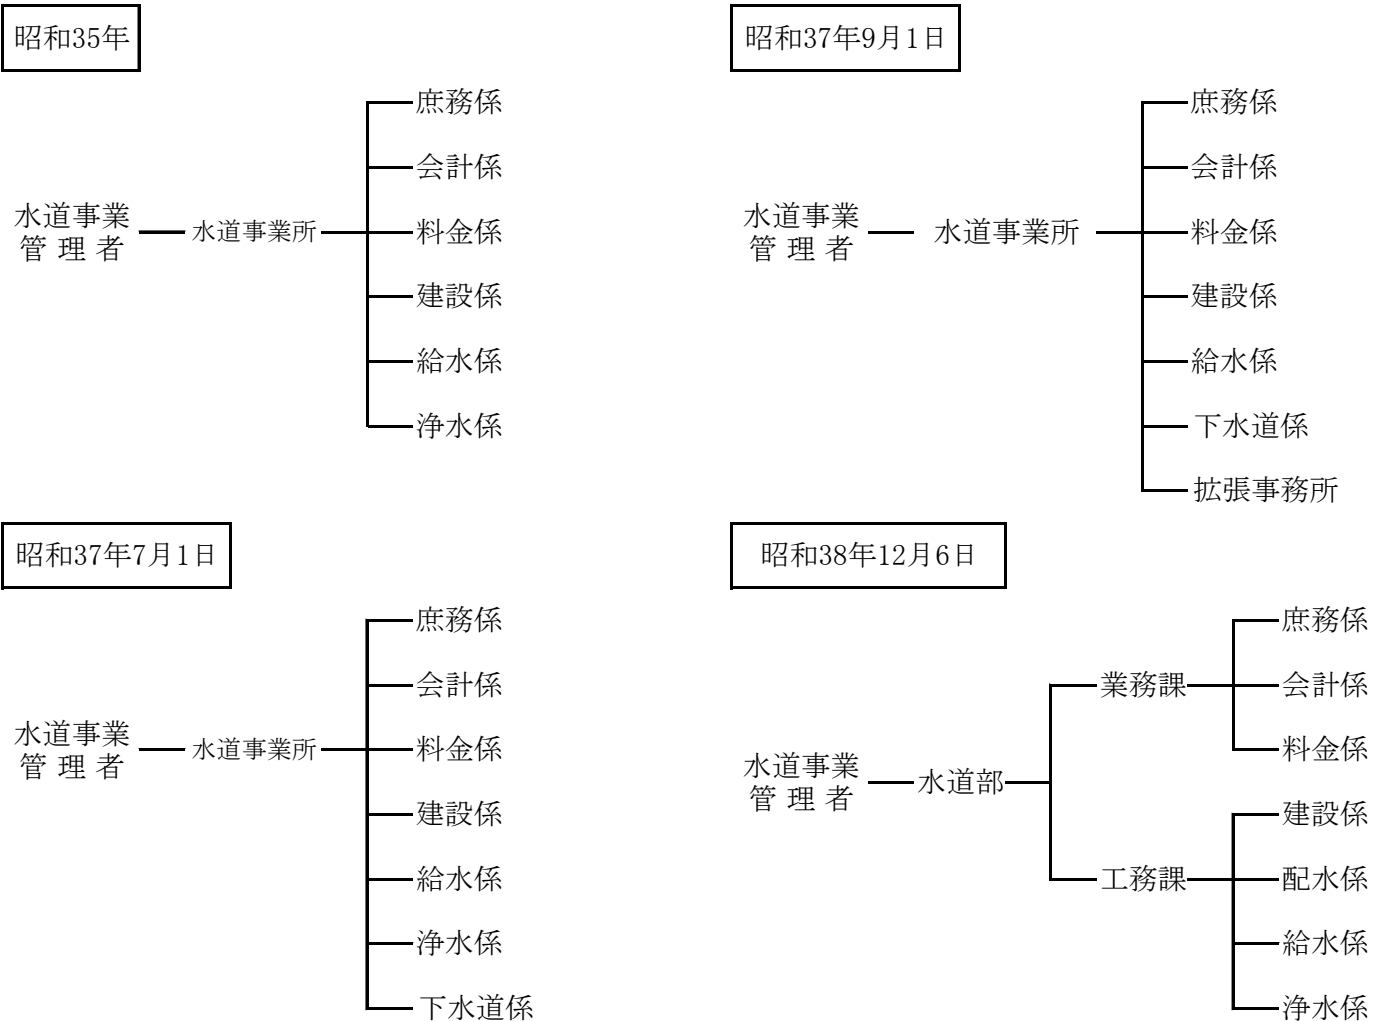 昭和35年
庶務係
会計係
水道事業
管理者
水道事業所
料金係
建設係
給水係
浄水係
昭和37年9月1日
庶務係
会計係
水道事業
管理者
水道事業所
料金係
建設係
給水係
下水道係
拡張事務所
昭和37年7月1日
庶務係
会計係
水道事業
管理者
水道事業所
料金係
建設係
給水係
浄水係
下水道係
昭和38年12月6日
水道事業
管理者
水道部
業務課
庶務係
会計係
料金係
工務課
建設係
配水係
給水係
浄水係